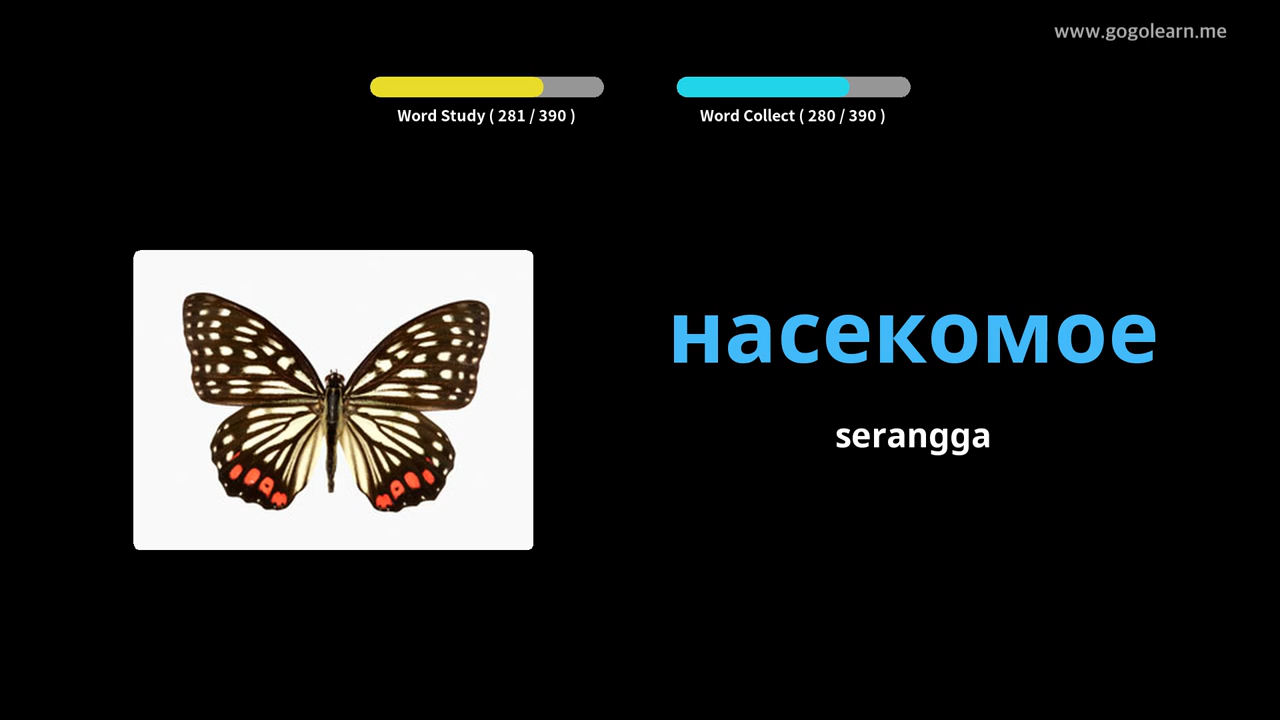 www.gogolearn.me
Word Study ( 281 / 390 )
Word Collect ( 280 / 390 )
насекомое
serangga